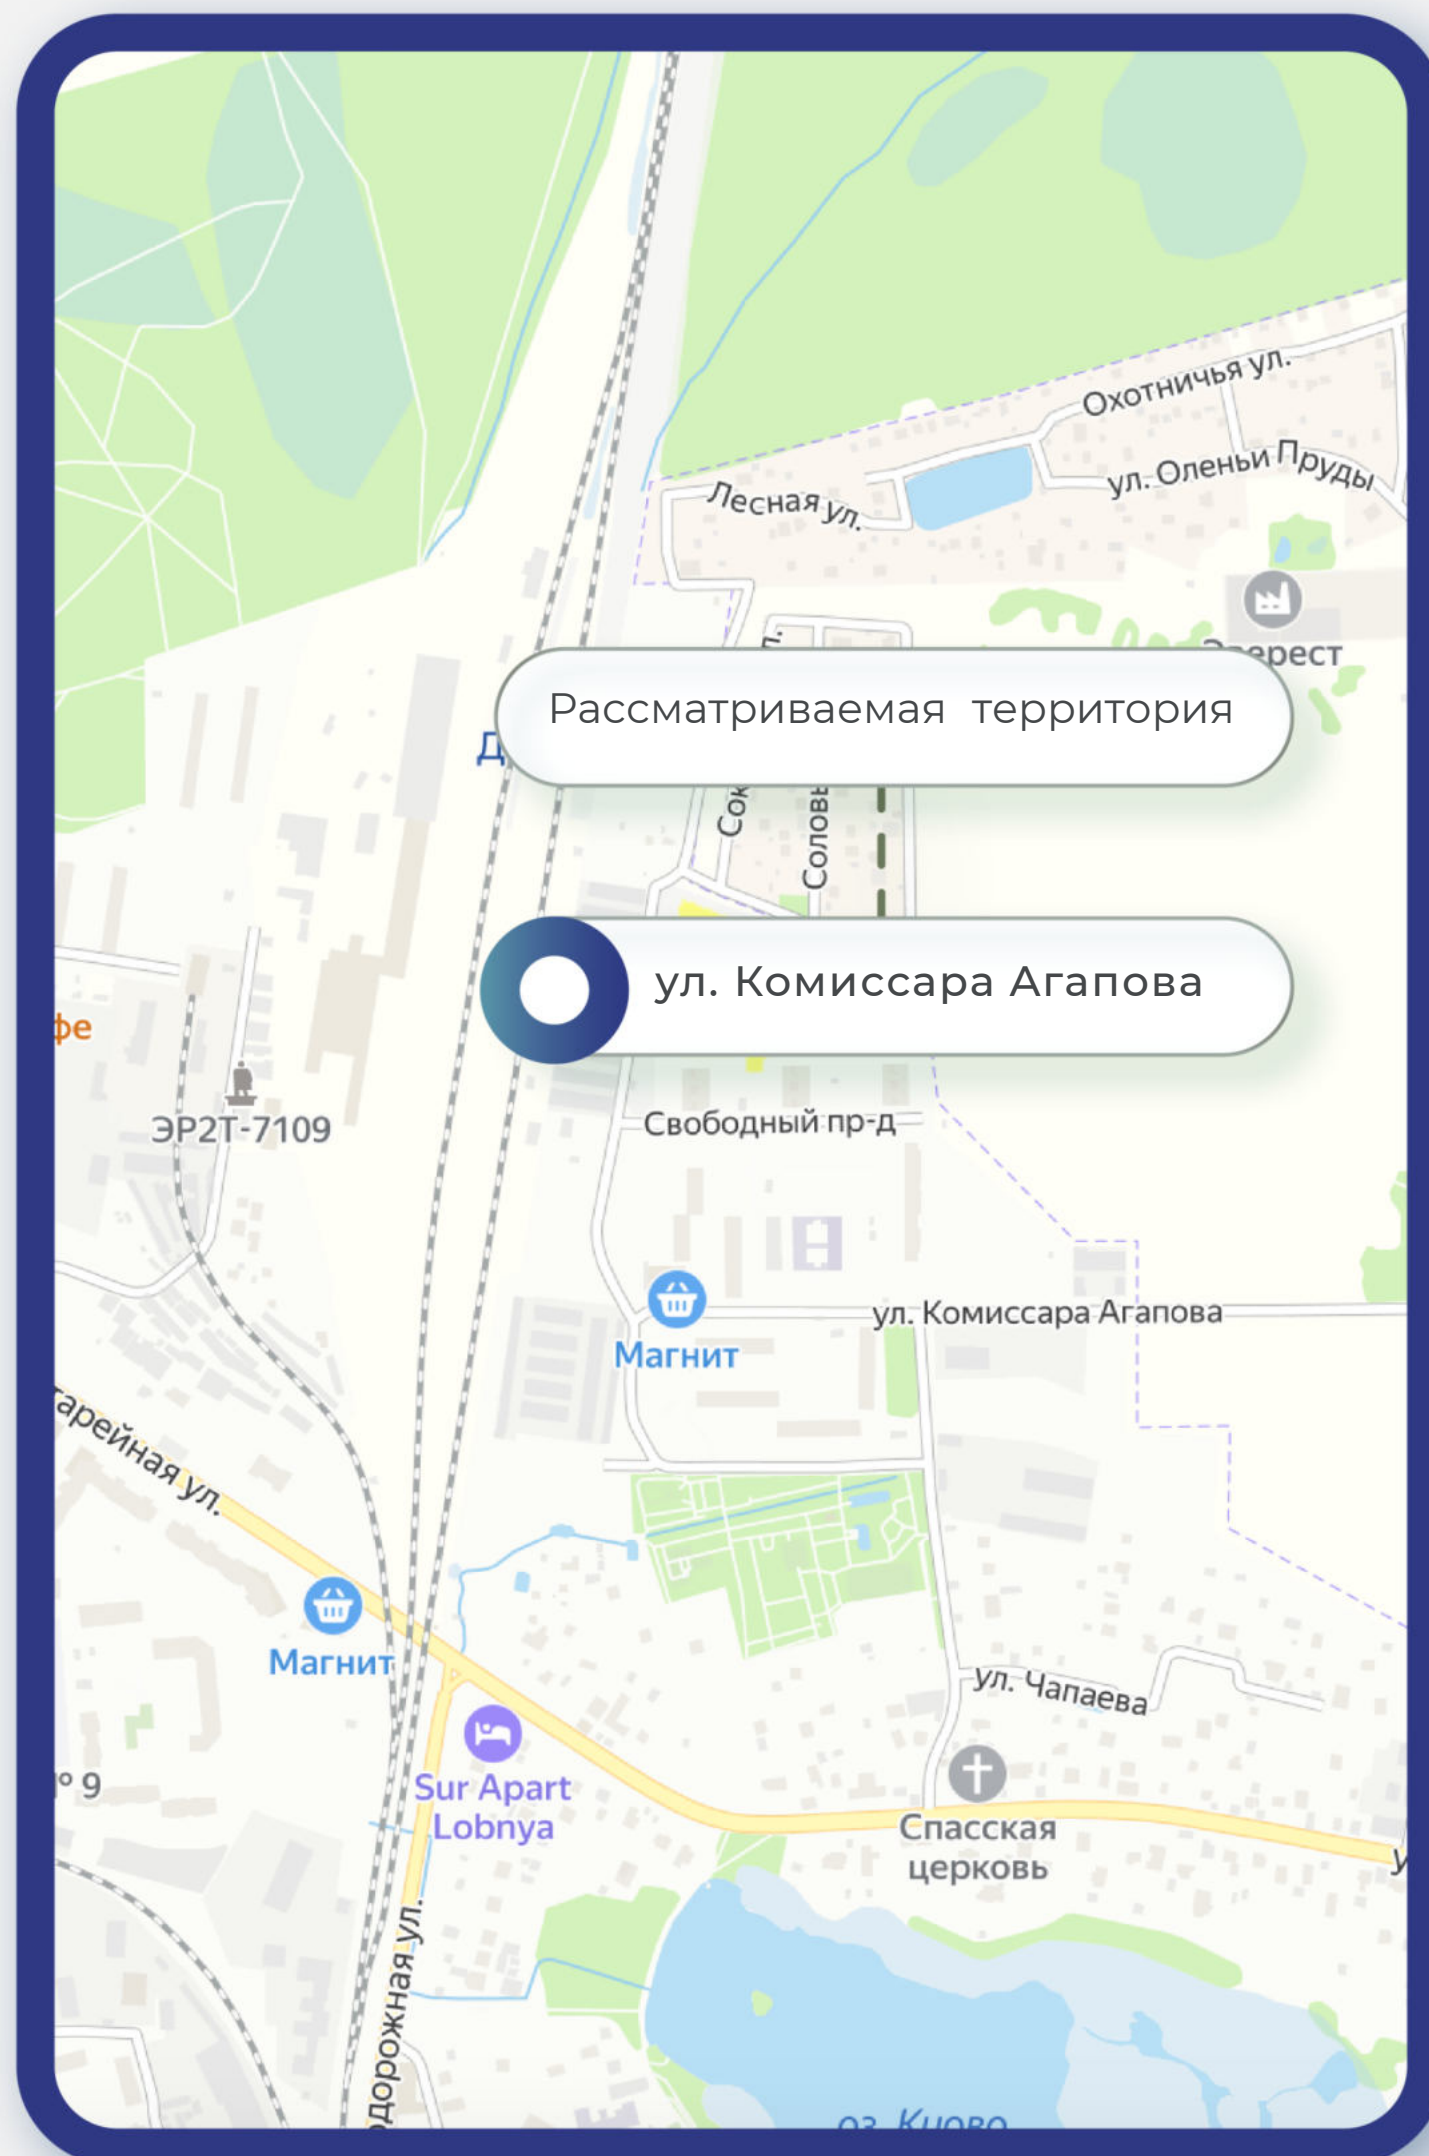 Охотничья ул.
ул. Оленьи Пруды
Лесная ул.
Рассматриваемая территория
ул. Комиссара Агапова
ЭР2Т-7109
Свободный пр-д
ул. Комиссара Агапова
Магнит
Магнит
ул. Чапаева
Sur Apart
Lobnya
Спасская
церковь
9